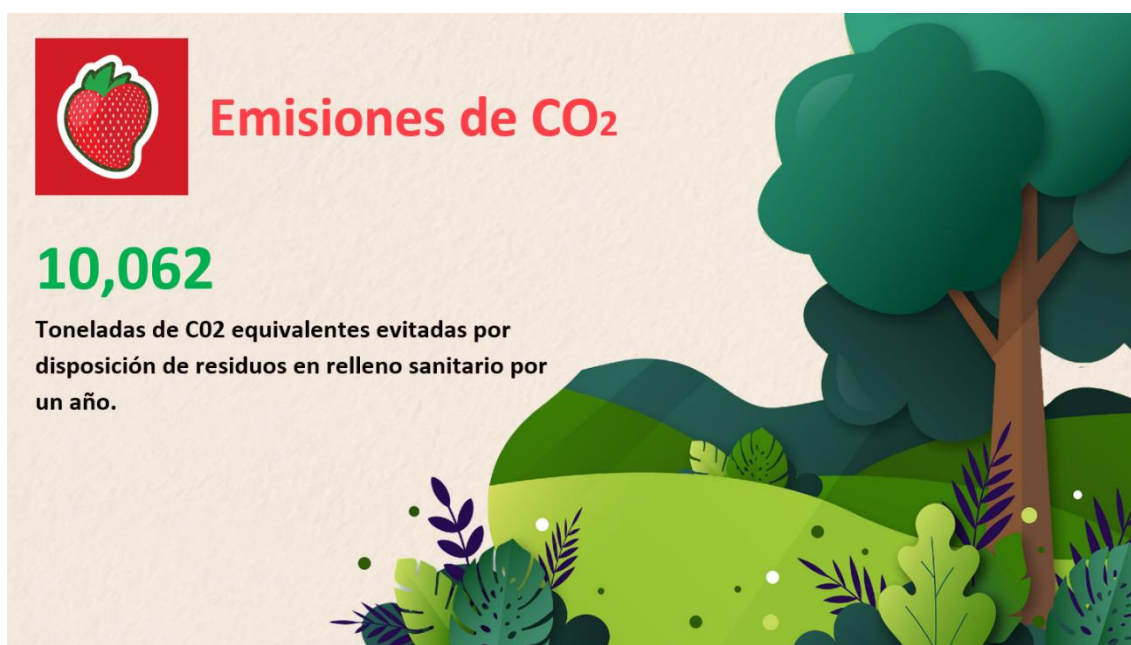 Emisiones de CO2
10,062
Toneladas de C02 equivalentes evitadas por
disposición de residuos en relleno sanitario por
un año.